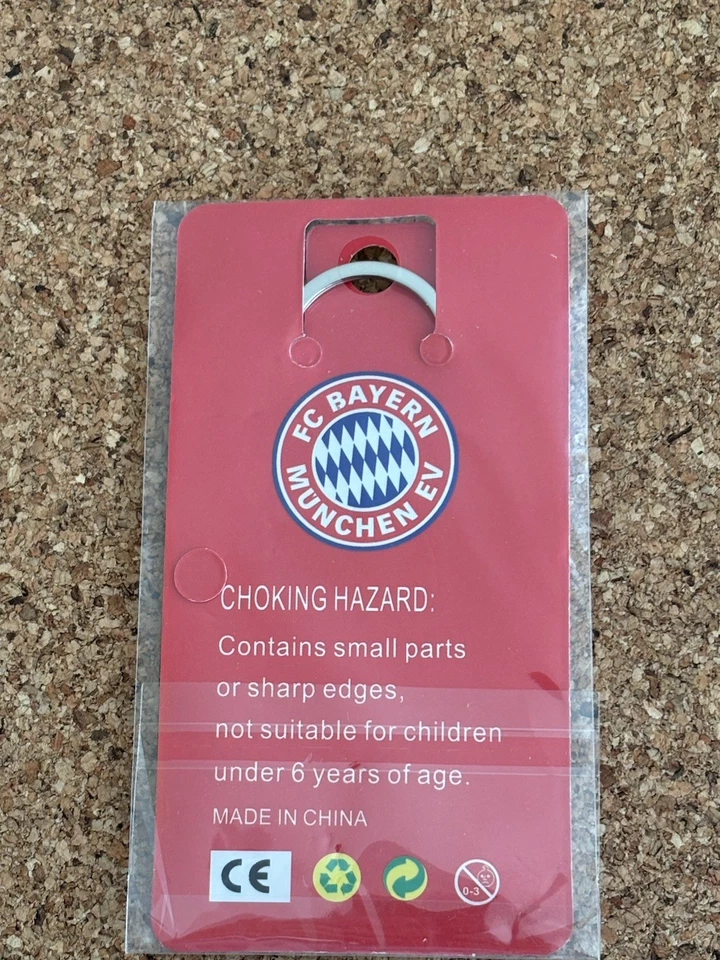 FC BAYERN
MÜNCHEN EV
CHOKING HAZARD:
Contains small parts
or sharp edges,
not suitable for children
under 6 years of age.
MADE IN CHINA
CE
0-3